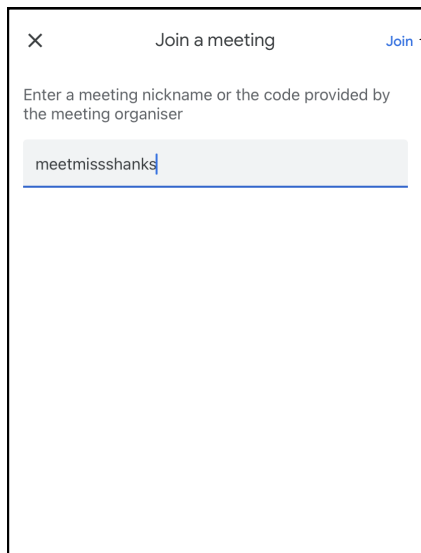 Join a meeting Join
Enter a meeting nickname or the code provided by
the meeting organiser
meetmissshanks